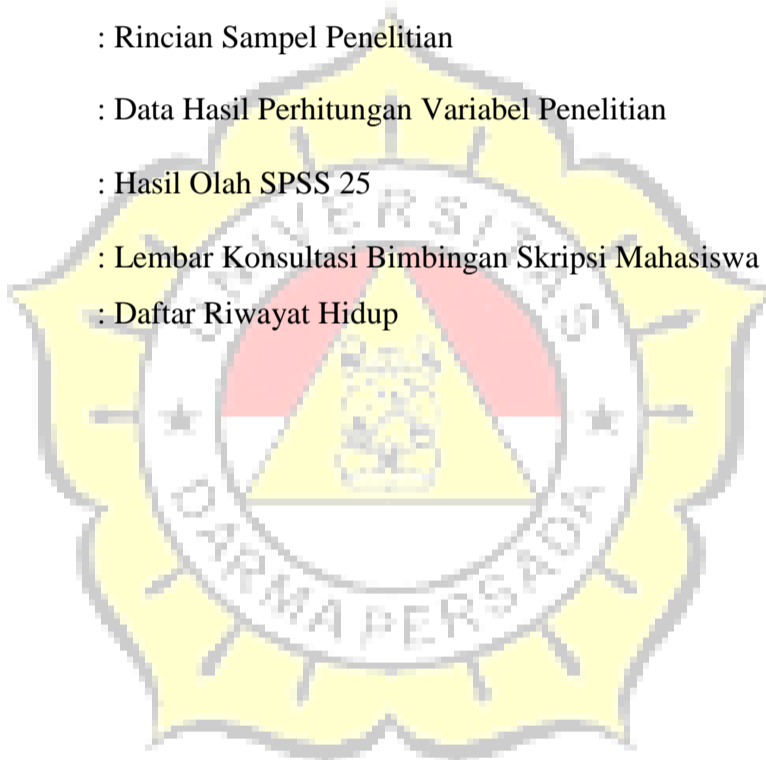 : Rincian Sampel Penelitian
: Data Hasil Perhitungan Variabel Penelitian
: Hasil Olah SPSS 25
: Lembar Konsultasi Bimbingan Skripsi Mahasiswa
: Daftar Riwayat Hidup
UNIVERSITAS
DARMA PERSADA